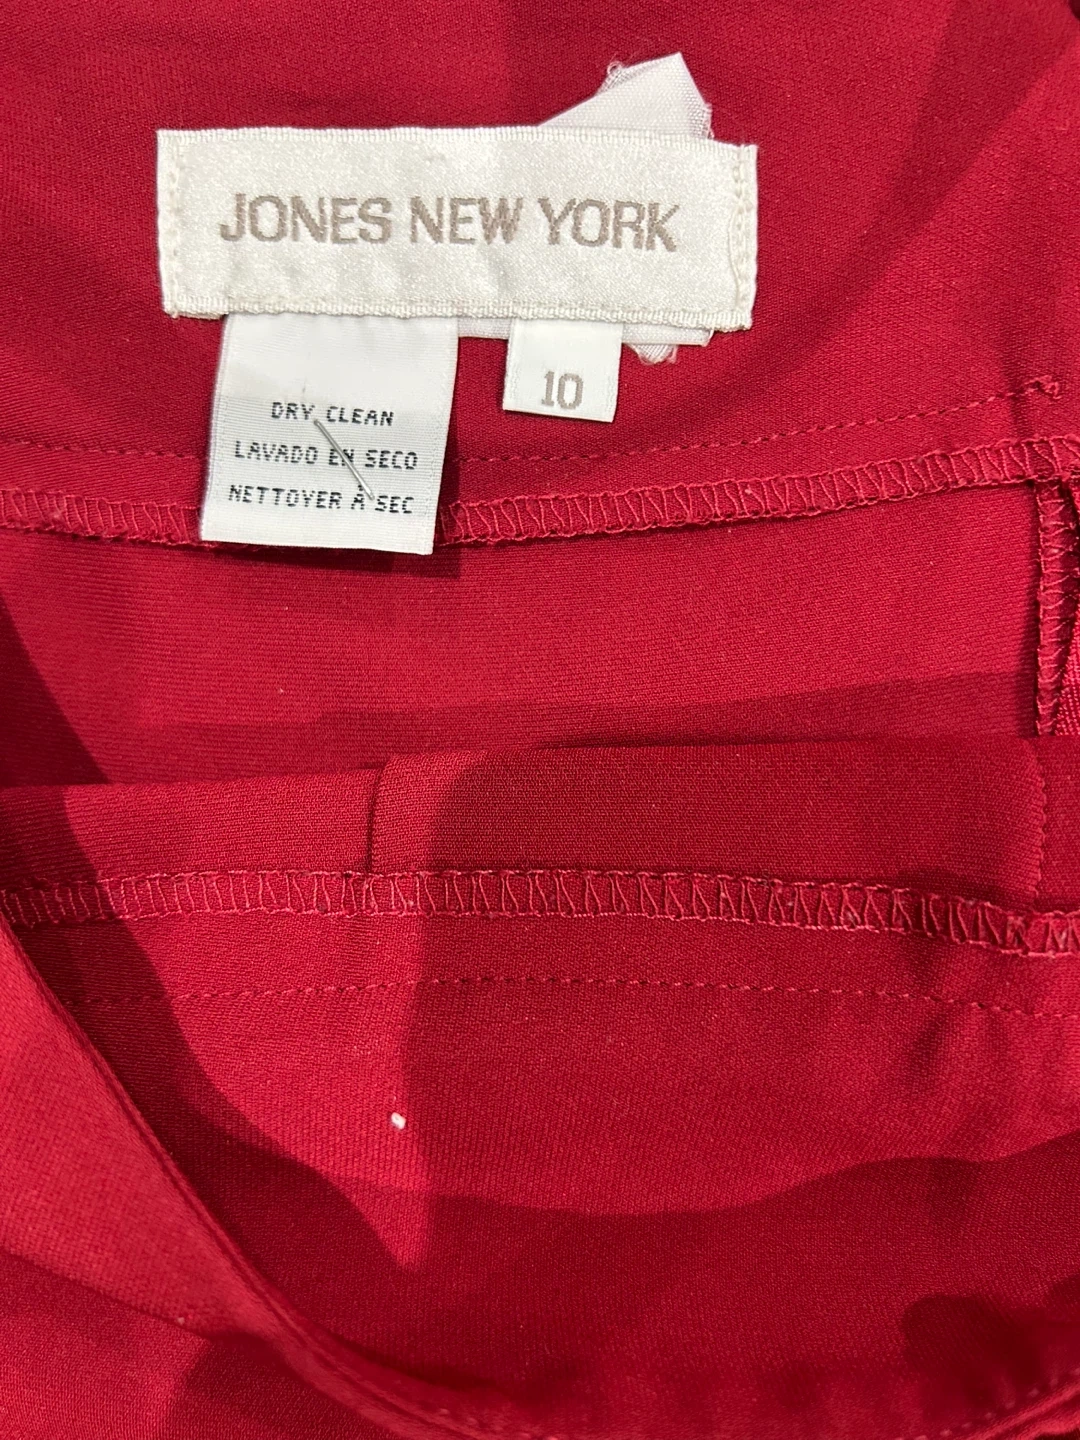 JONES NEW YORK
10
DRY CLEAN
LAVADO EN SECO
NETTOYER À SEC